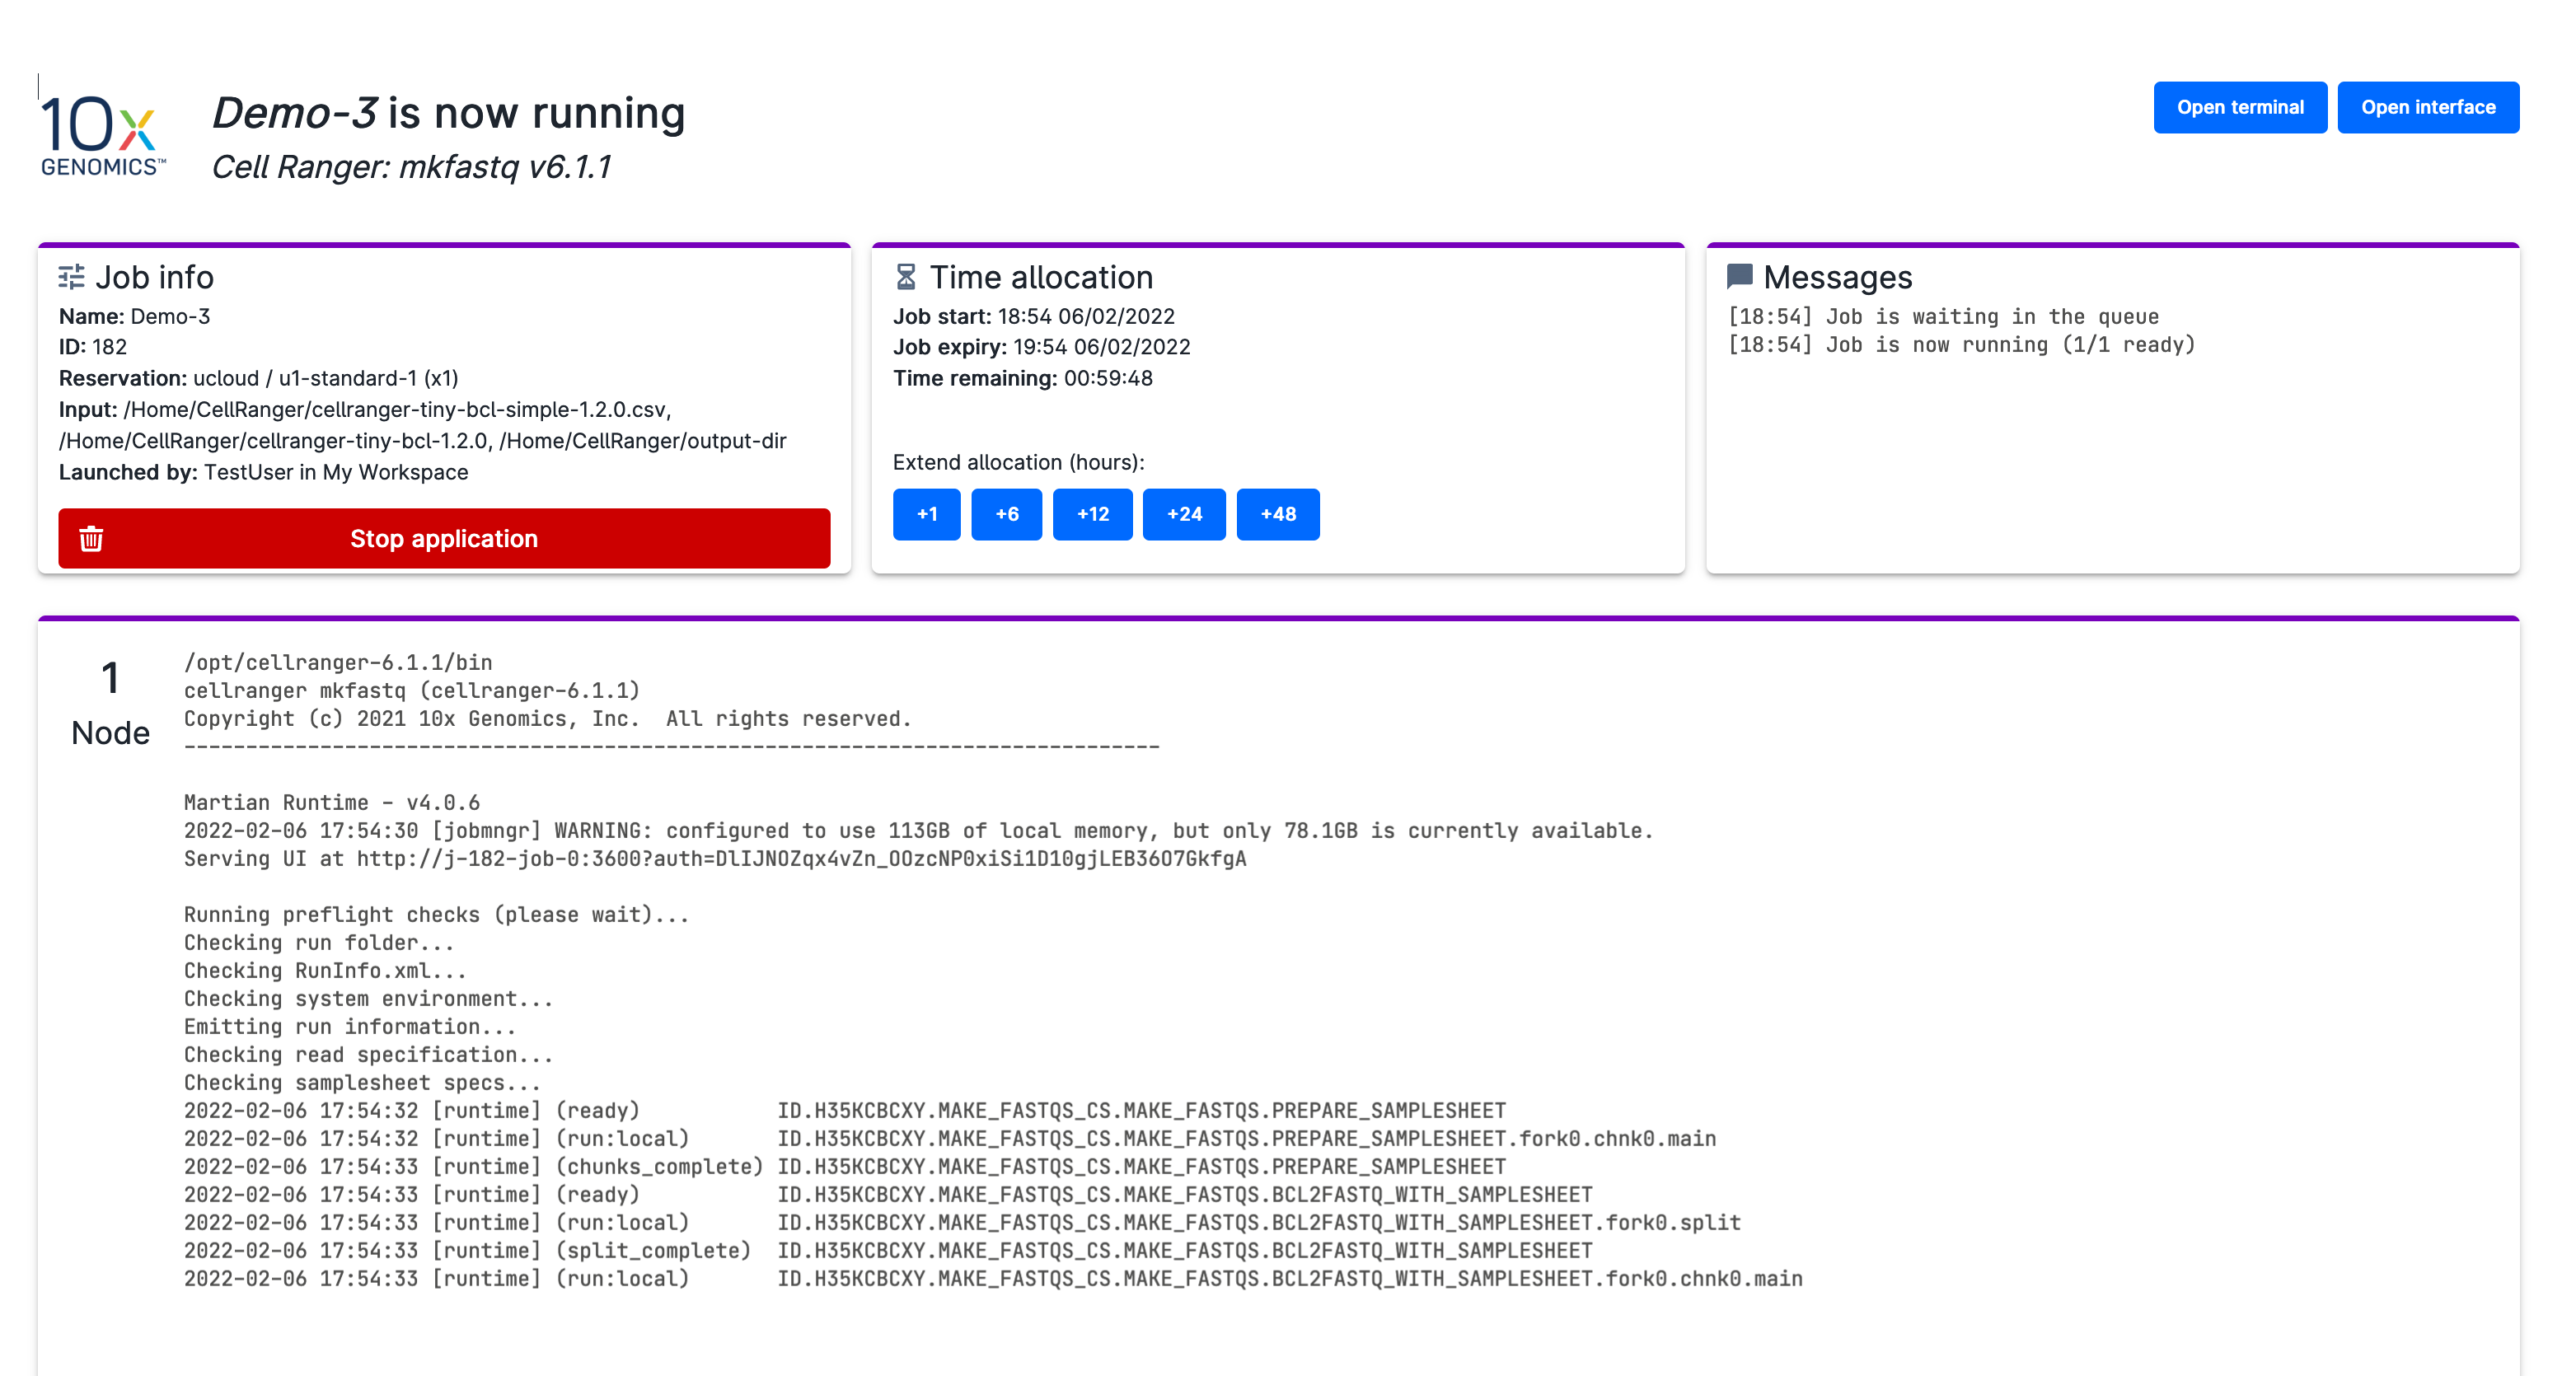 10x
GENOMICS™
Demo-3 is now running
Cell Ranger: mkfastq v6.1.1
Open terminal
Open interface
Job info
Name: Demo-3
ID: 182
Reservation: ucloud / u1-standard-1 (x1)
Input: /Home/CellRanger/cellranger-tiny-bcl-simple-1.2.0.csv,
/Home/CellRanger/cellranger-tiny-bcl-1.2.0, /Home/CellRanger/output-dir
Launched by: TestUser in My Workspace
Stop application
Time allocation
Job start: 18:54 06/02/2022
Job expiry: 19:54 06/02/2022
Time remaining: 00:59:48
Extend allocation (hours):
+1 +6 +12 +24 +48
Messages
[18:54] Job is waiting in the queue
[18:54] Job is now running (1/1 ready)
1
Node
/opt/cellranger-6.1.1/bin
cellranger mkfastq (cellranger-6.1.1)
Copyright (c) 2021 10x Genomics, Inc.  All rights reserved.
-------------------------------------------------------------------------------
Martian Runtime - v4.0.6
2022-02-06 17:54:30 [jobmngr] WARNING: configured to use 113GB of local memory, but only 78.1GB is currently available.
Serving UI at http://j-182-job-0:3600?auth=DlIJNOZqx4vZn_OOzcNP0xiSi1D10gjLEB36O7GkfgA
Running preflight checks (please wait)...
Checking run folder...
Checking RunInfo.xml...
Checking system environment...
Emitting run information...
Checking read specification...
Checking samplesheet specs...
2022-02-06 17:54:32 [runtime] (ready)           ID.H35KCBCXY.MAKE_FASTQS_CS.MAKE_FASTQS.PREPARE_SAMPLESHEET
2022-02-06 17:54:32 [runtime] (run:local)       ID.H35KCBCXY.MAKE_FASTQS_CS.MAKE_FASTQS.PREPARE_SAMPLESHEET.fork0.chnk0.main
2022-02-06 17:54:33 [runtime] (chunks_complete) ID.H35KCBCXY.MAKE_FASTQS_CS.MAKE_FASTQS.PREPARE_SAMPLESHEET
2022-02-06 17:54:33 [runtime] (ready)           ID.H35KCBCXY.MAKE_FASTQS_CS.MAKE_FASTQS.BCL2FASTQ_WITH_SAMPLESHEET
2022-02-06 17:54:33 [runtime] (run:local)       ID.H35KCBCXY.MAKE_FASTQS_CS.MAKE_FASTQS.BCL2FASTQ_WITH_SAMPLESHEET.fork0.split
2022-02-06 17:54:33 [runtime] (split_complete)  ID.H35KCBCXY.MAKE_FASTQS_CS.MAKE_FASTQS.BCL2FASTQ_WITH_SAMPLESHEET
2022-02-06 17:54:33 [runtime] (run:local)       ID.H35KCBCXY.MAKE_FASTQS_CS.MAKE_FASTQS.BCL2FASTQ_WITH_SAMPLESHEET.fork0.chnk0.main